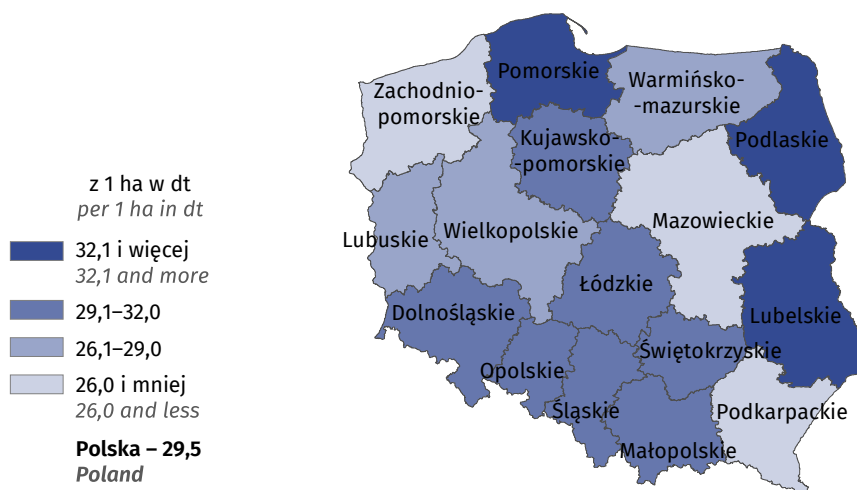 z 1 ha w dt
per 1 ha in dt
32,1 i więcej
32,1 and more
29,1–32,0
26,1–29,0
26,0 i mniej
26,0 and less
Polska – 29,5
Poland
Pomorskie
Zachodnio-
-pomorskie
Warmińsko-
-mazurskie
Kujawsko-
-pomorskie
Podlaskie
Mazowieckie
Lubuskie
Wielkopolskie
Łódzkie
Dolnośląskie
Lubelskie
Świętokrzyskie
Opolskie
Śląskie
Podkarpackie
Małopolskie